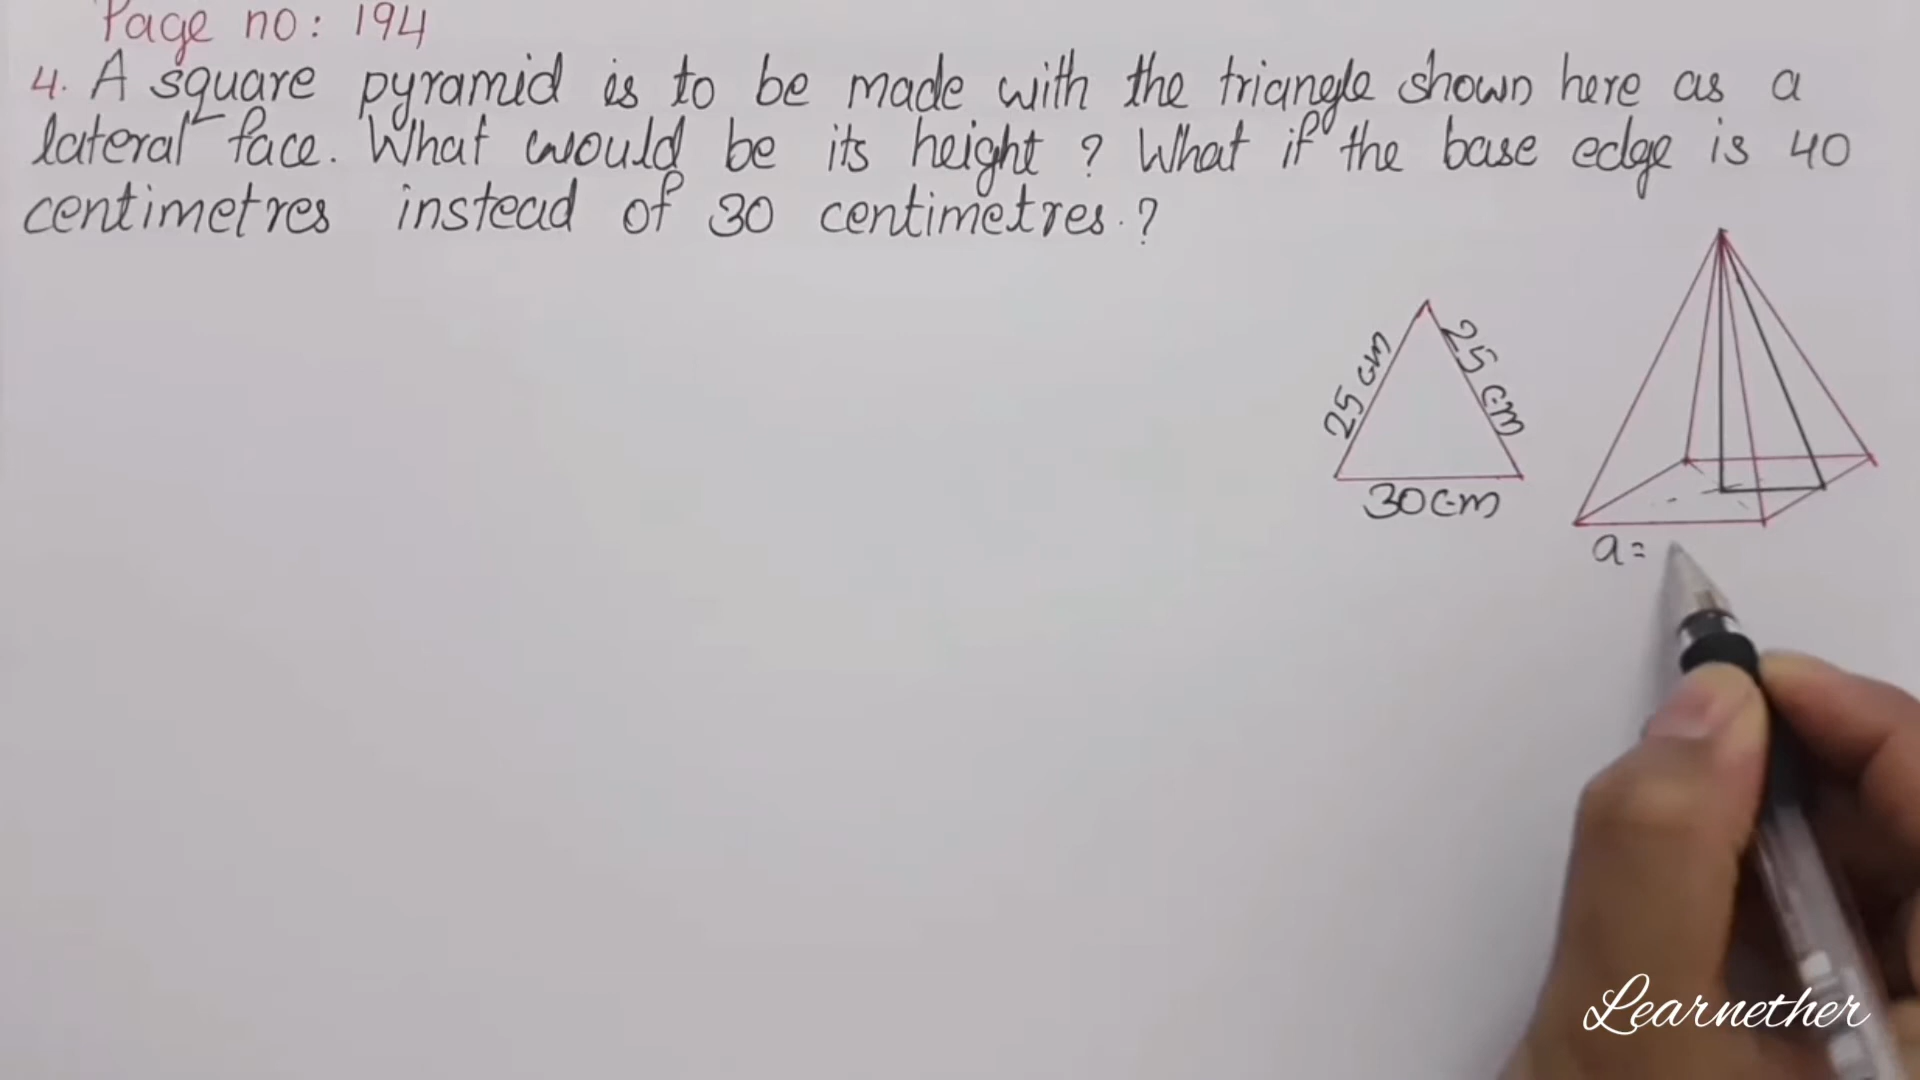 Page no: 194
4. A square pyramid is to be made with the triangle shown here as a
lateral face. What would be its height ? What if the base edge is 40
centimetres instead of 30 centimetres.?
25 cm
25 cm
30cm
a=
Learnether